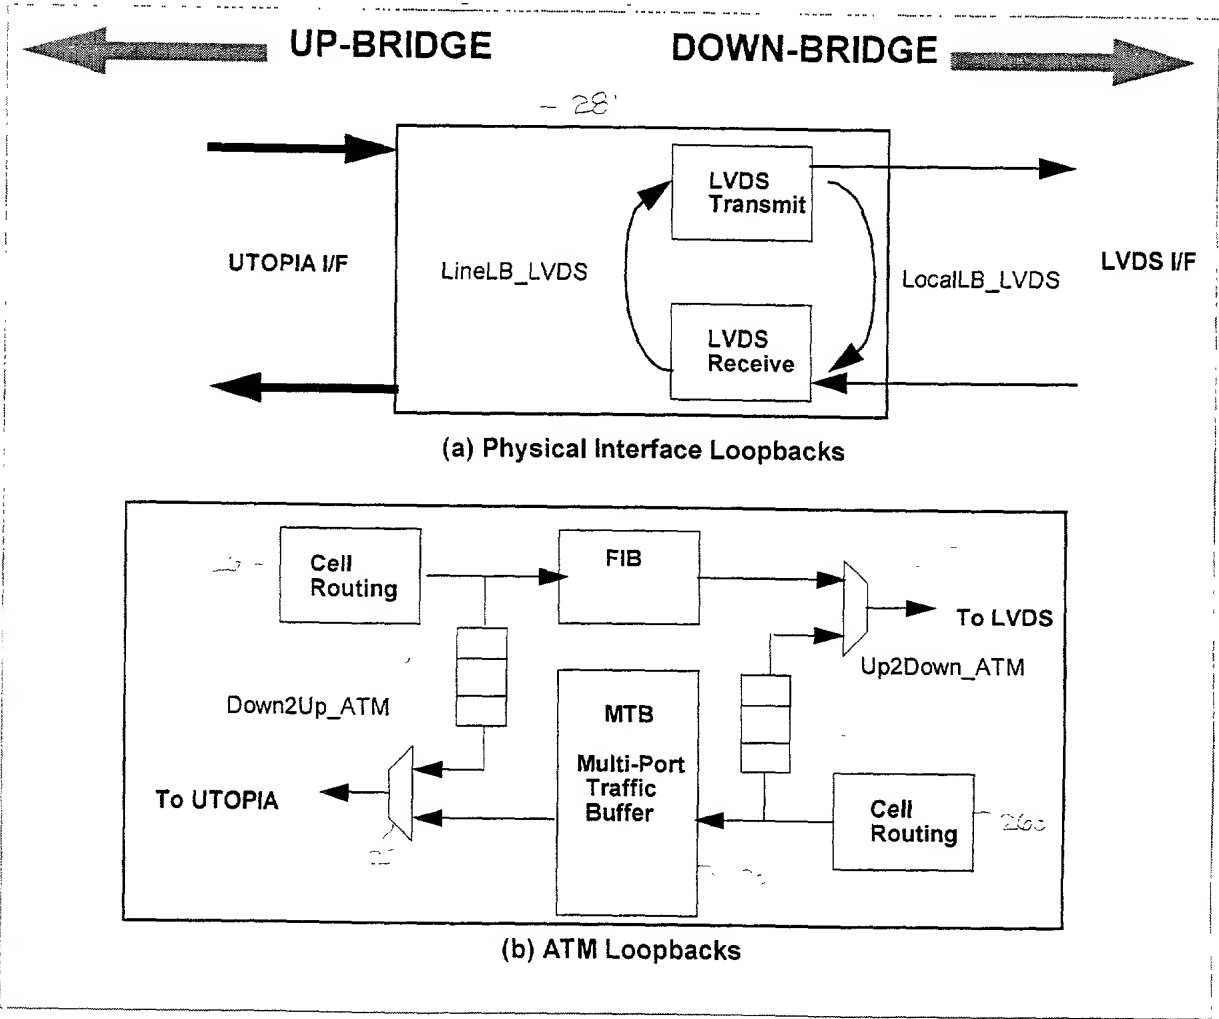 UP-BRIDGE
DOWN-BRIDGE
28'
LVDS
Transmit
UTOPIA I/F
LineLB_LVDS
LocalLB_LVDS
LVDS I/F
LVDS
Receive
(a) Physical Interface Loopbacks
Cell
Routing
FIB
To LVDS
Up2Down_ATM
Down2Up_ATM
MTB
Multi-Port
Traffic
Buffer
To UTOPIA
Cell
Routing
(b) ATM Loopbacks